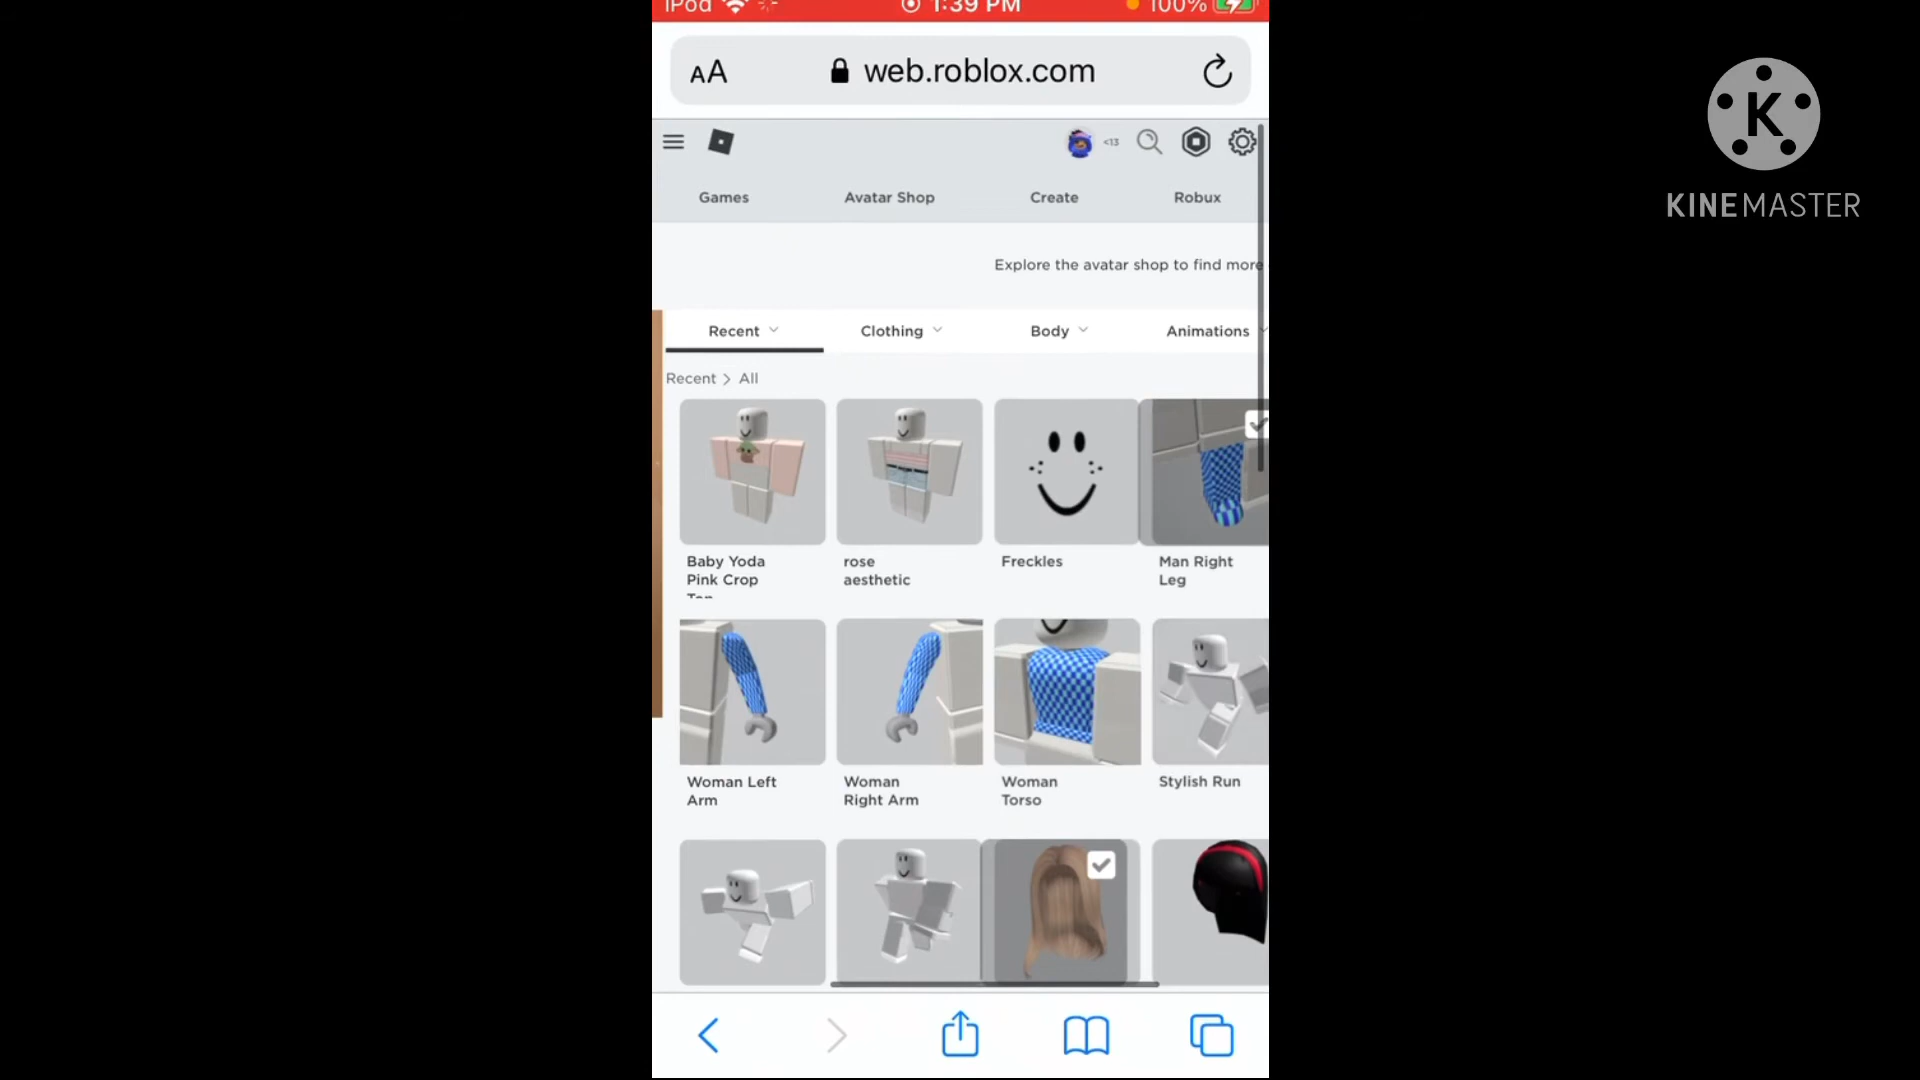 iPod 1:39 PM 100%
AA web.roblox.com
K
KINEMASTER
<13
Games Avatar Shop Create Robux
Explore the avatar shop to find more
Recent Clothing Body Animations
Recent > All
Baby Yoda Pink Crop
rose aesthetic
Freckles
Man Right Leg
Woman Left Arm
Woman Right Arm
Woman Torso
Stylish Run